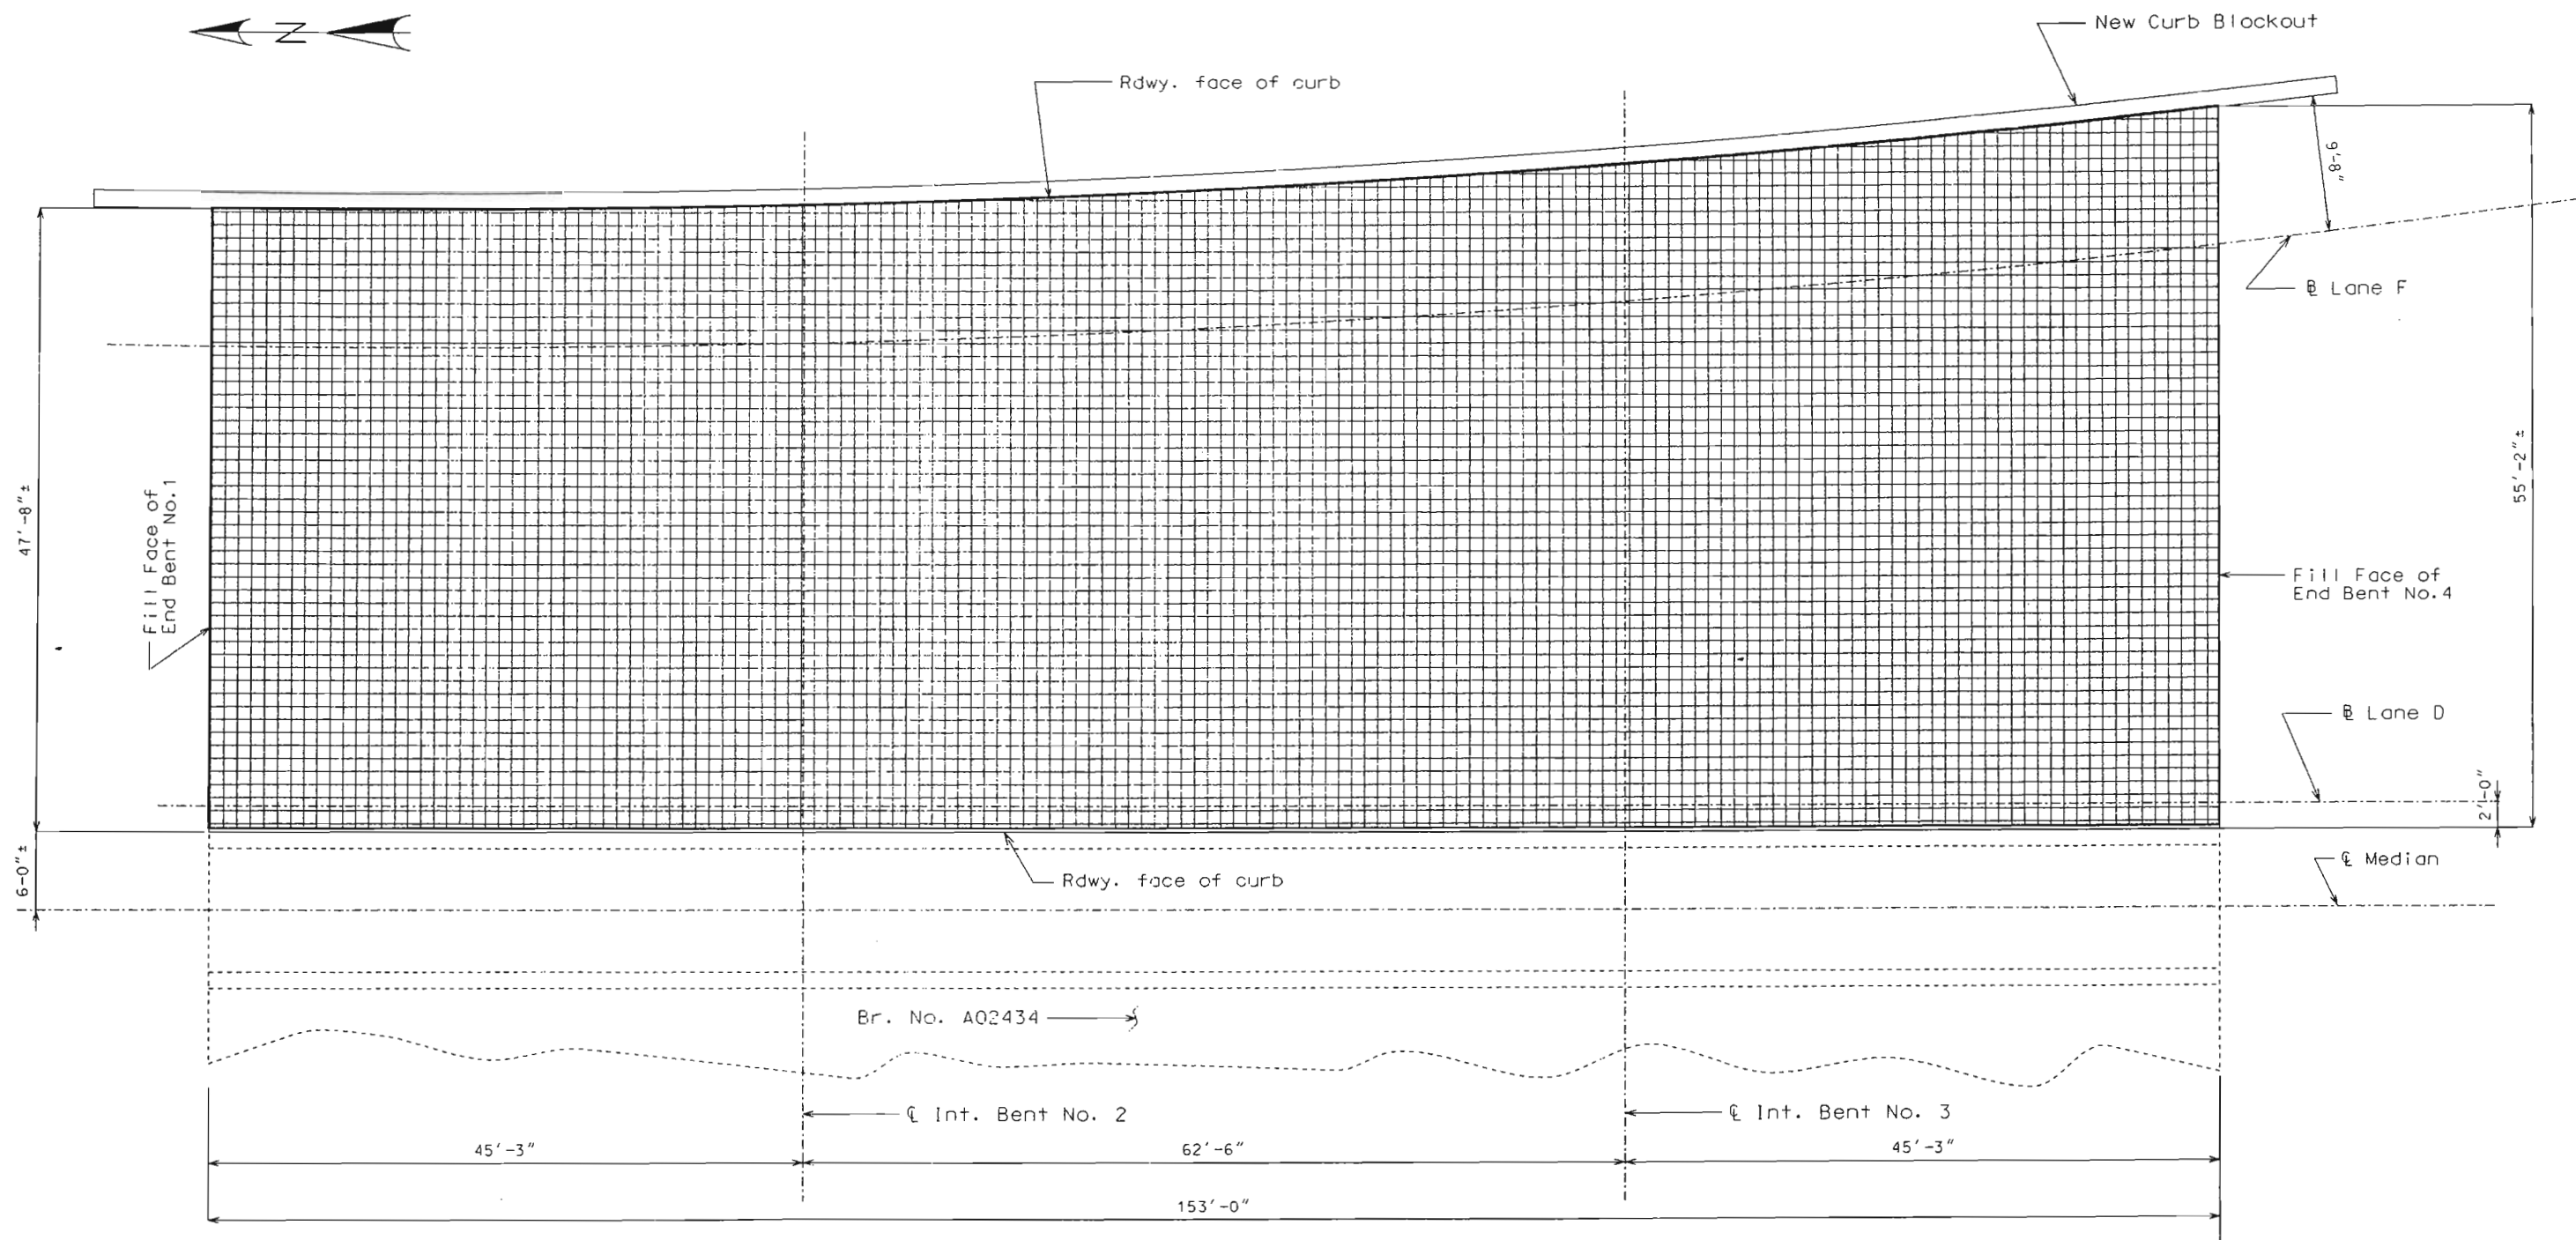 N
New Curb Blockout
Rdwy. face of curb
9'-8"
℄ Lane F
47'-8"±
Fill Face of
End Bent No.1
55'-2"±
Fill Face of
End Bent No.4
℄ Lane D
2'-0"
6-0"±
℄ Median
Rdwy. face of curb
Br. No. A02434
℄ Int. Bent No. 2
℄ Int. Bent No. 3
45'-3"
62'-6"
45'-3"
153'-0"